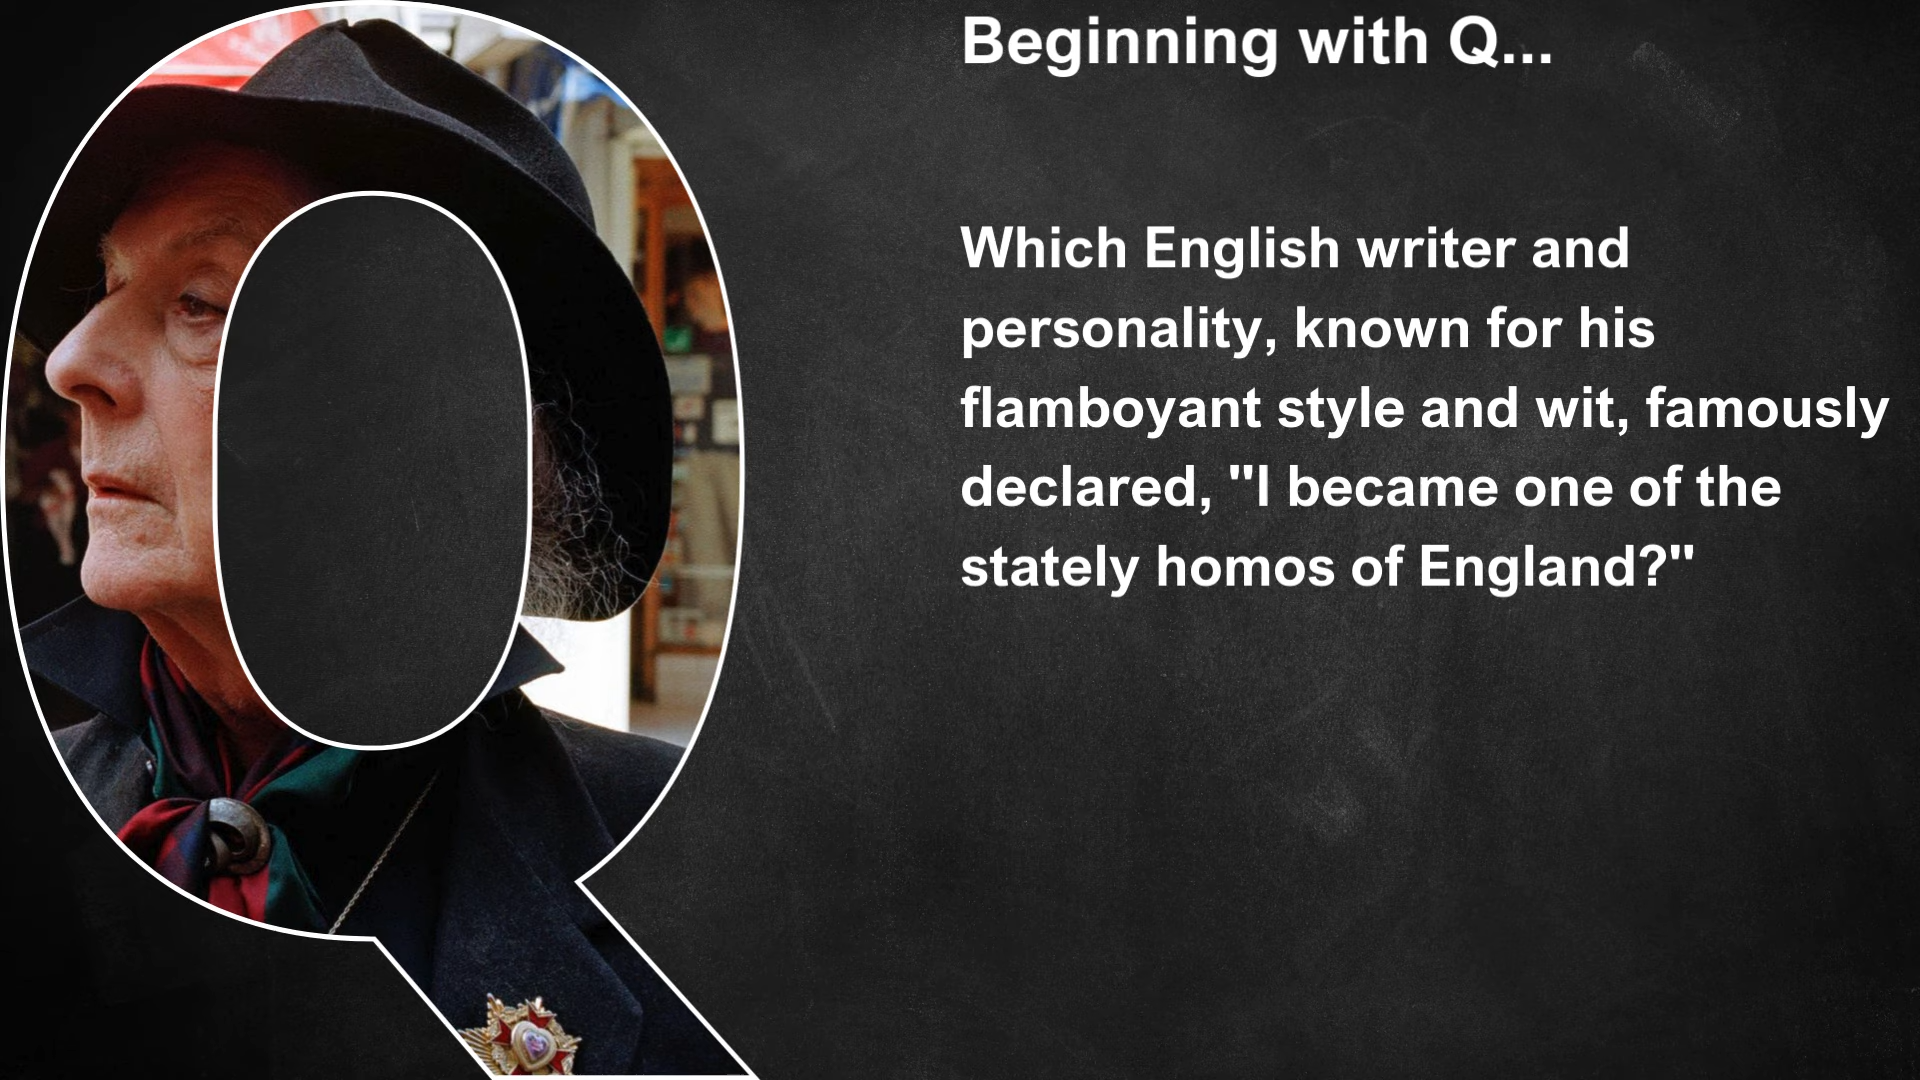 Beginning with Q...
Which English writer and
personality, known for his
flamboyant style and wit, famously
declared, "I became one of the
stately homos of England?"